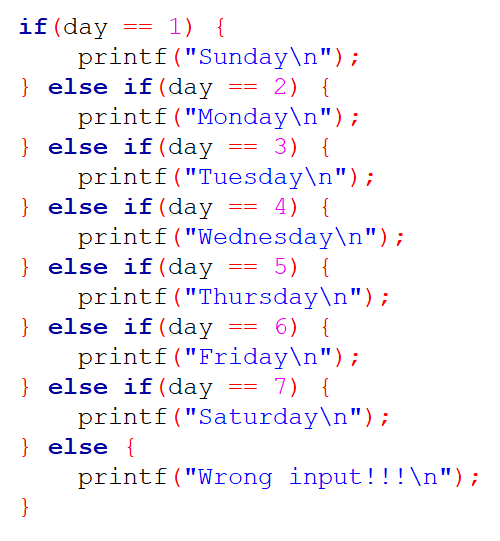 if(day == 1) {
    printf("Sunday\n");
} else if(day == 2) {
    printf("Monday\n");
} else if(day == 3) {
    printf("Tuesday\n");
} else if(day == 4) {
    printf("Wednesday\n");
} else if(day == 5) {
    printf("Thursday\n");
} else if(day == 6) {
    printf("Friday\n");
} else if(day == 7) {
    printf("Saturday\n");
} else {
    printf("Wrong input!!!\n");
}